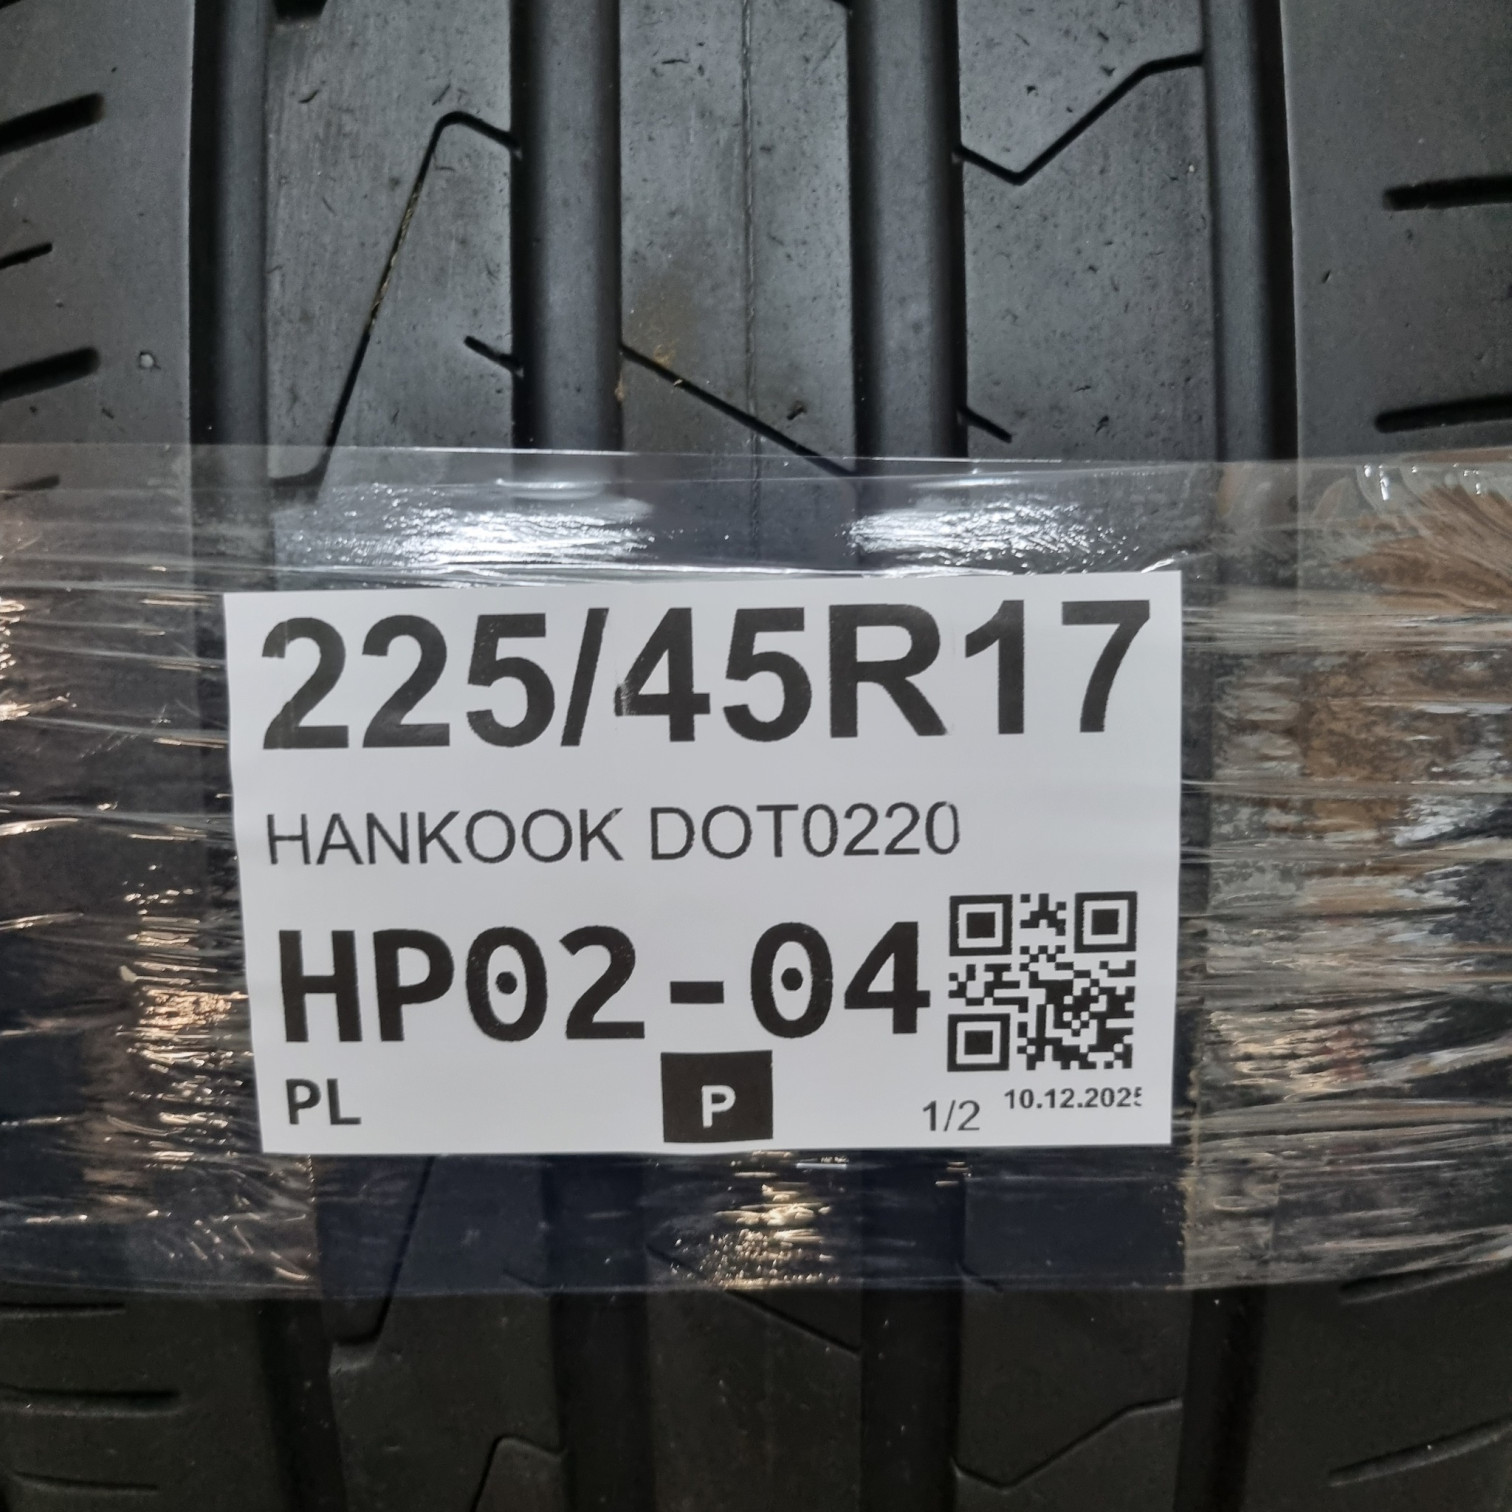 225/45R17
HANKOOK DOT0220
HP02-04
PL
P
1/2
10.12.2025